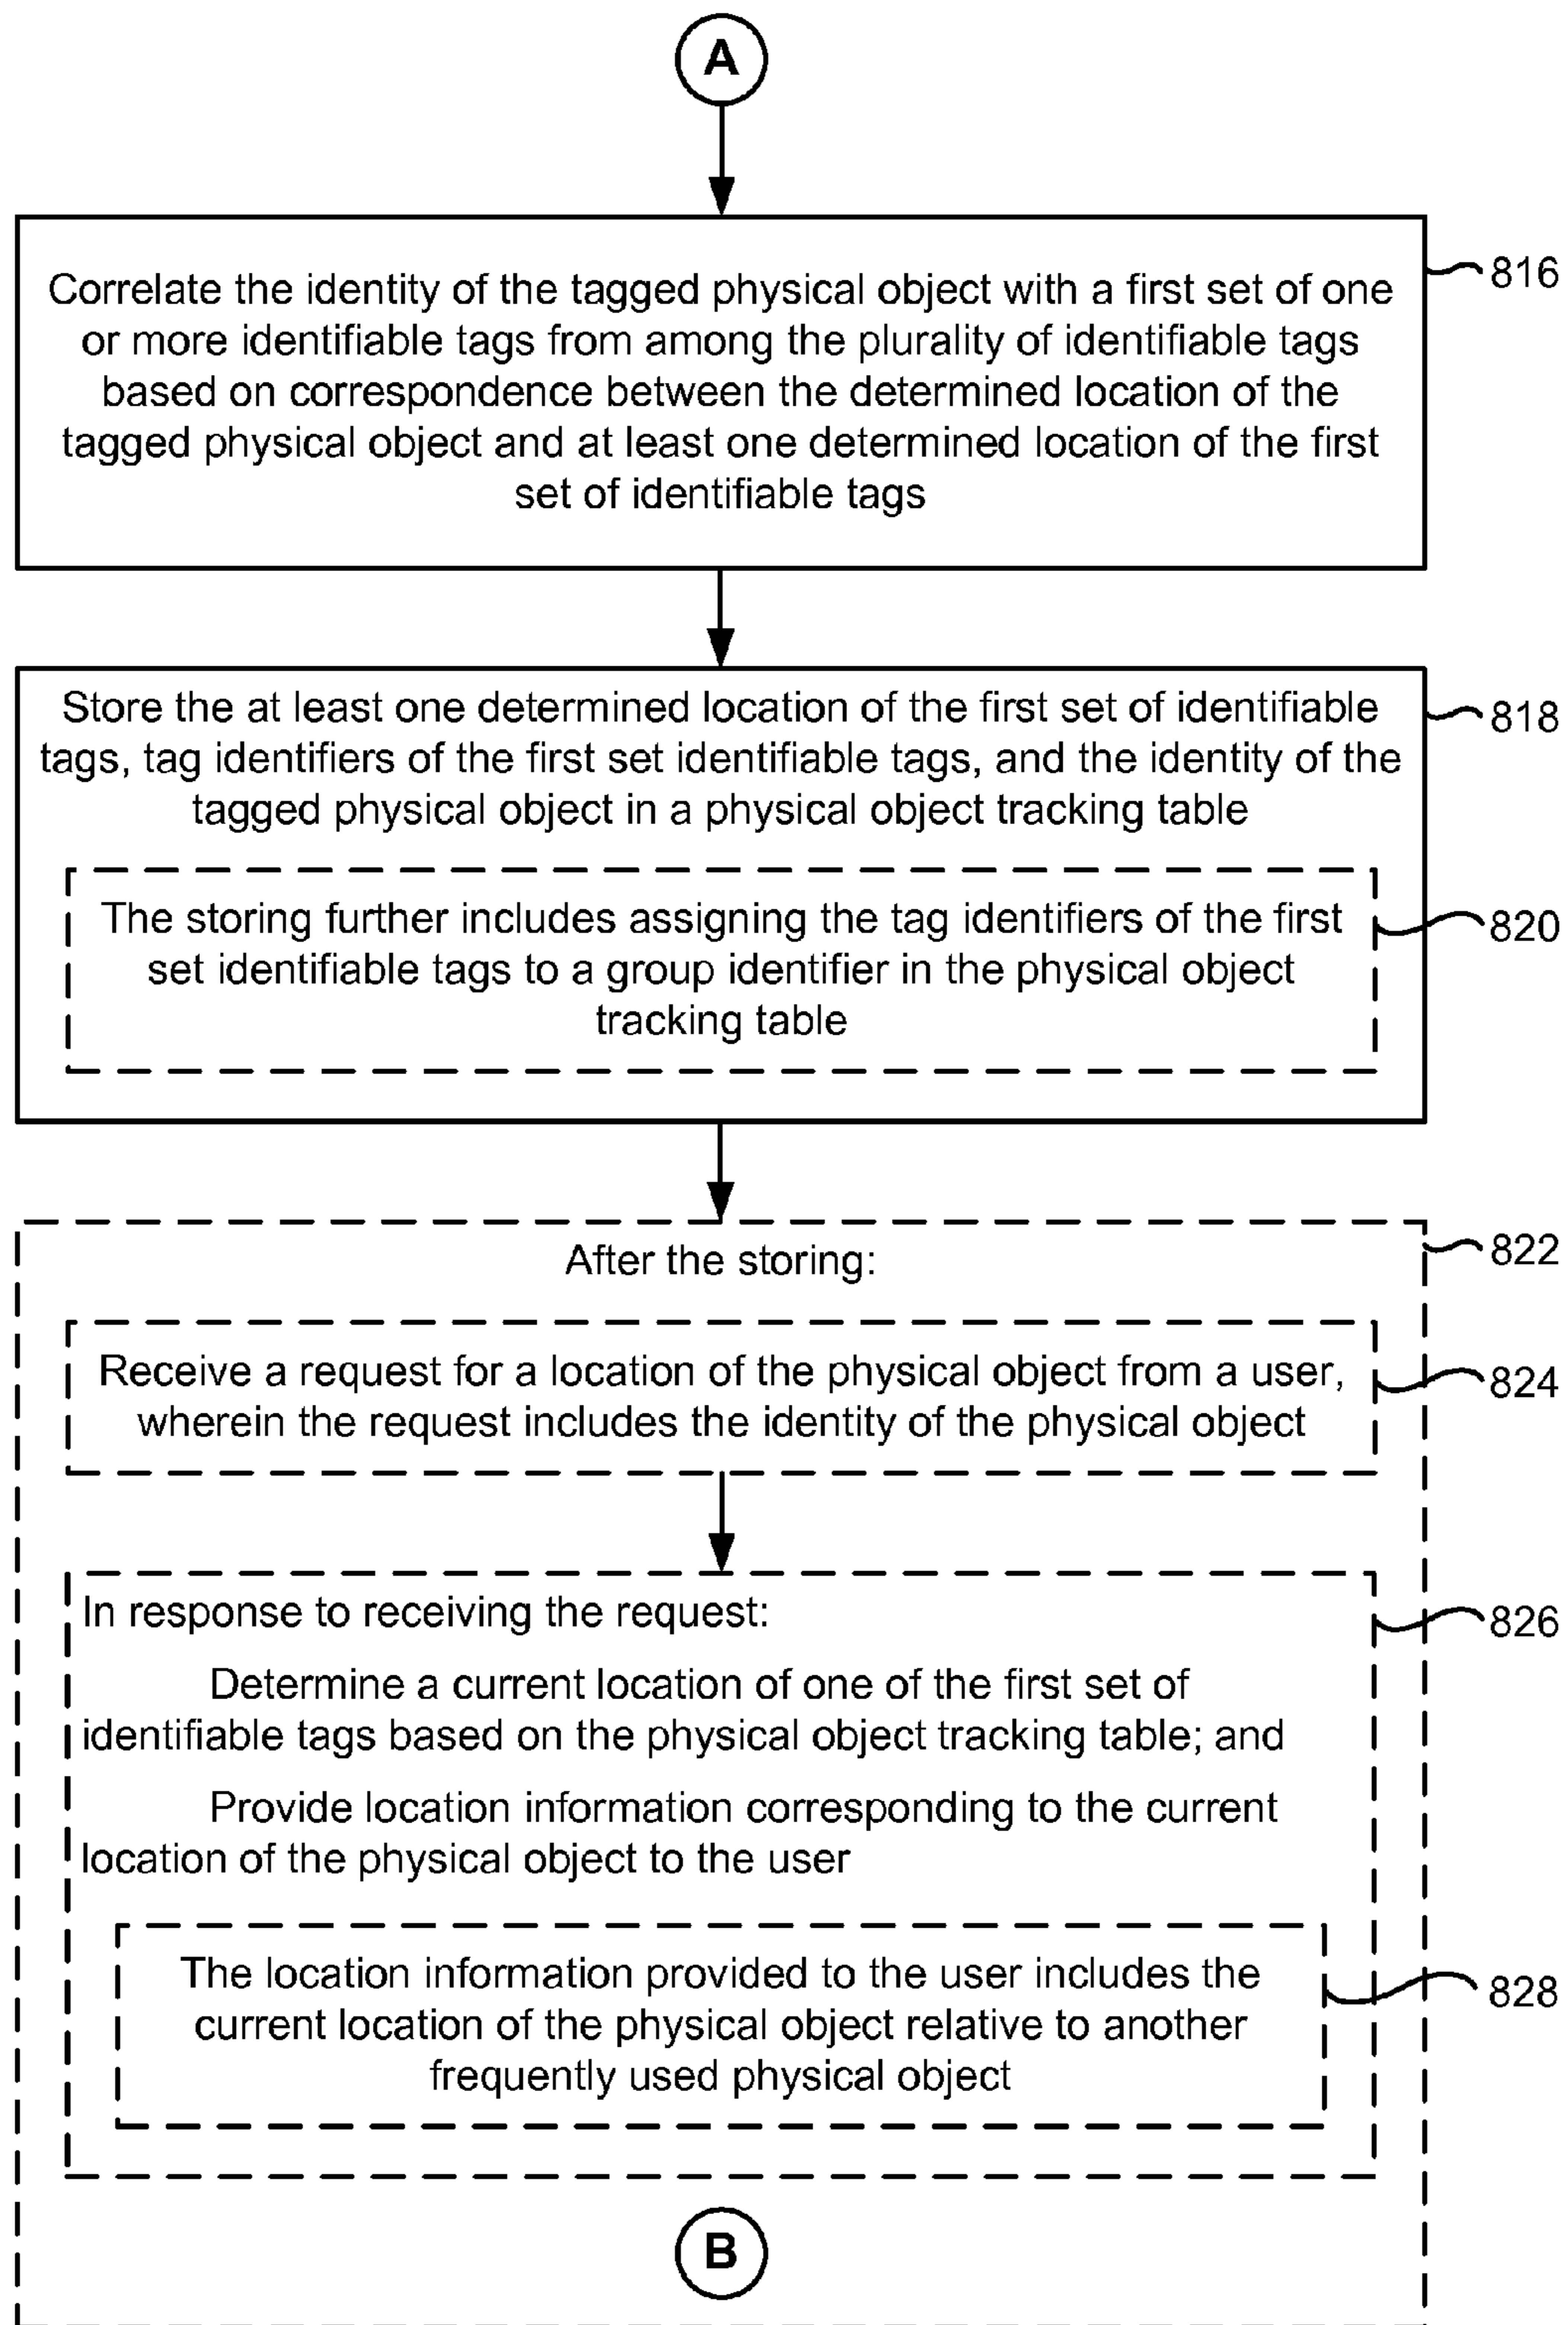 A
Correlate the identity of the tagged physical object with a first set of one
or more identifiable tags from among the plurality of identifiable tags
based on correspondence between the determined location of the
tagged physical object and at least one determined location of the first
set of identifiable tags
816
Store the at least one determined location of the first set of identifiable
tags, tag identifiers of the first set identifiable tags, and the identity of the
tagged physical object in a physical object tracking table
818
The storing further includes assigning the tag identifiers of the first
set identifiable tags to a group identifier in the physical object
tracking table
820
After the storing:
822
Receive a request for a location of the physical object from a user,
wherein the request includes the identity of the physical object
824
In response to receiving the request:
826
Determine a current location of one of the first set of
identifiable tags based on the physical object tracking table; and
Provide location information corresponding to the current
location of the physical object to the user
The location information provided to the user includes the
current location of the physical object relative to another
frequently used physical object
828
B